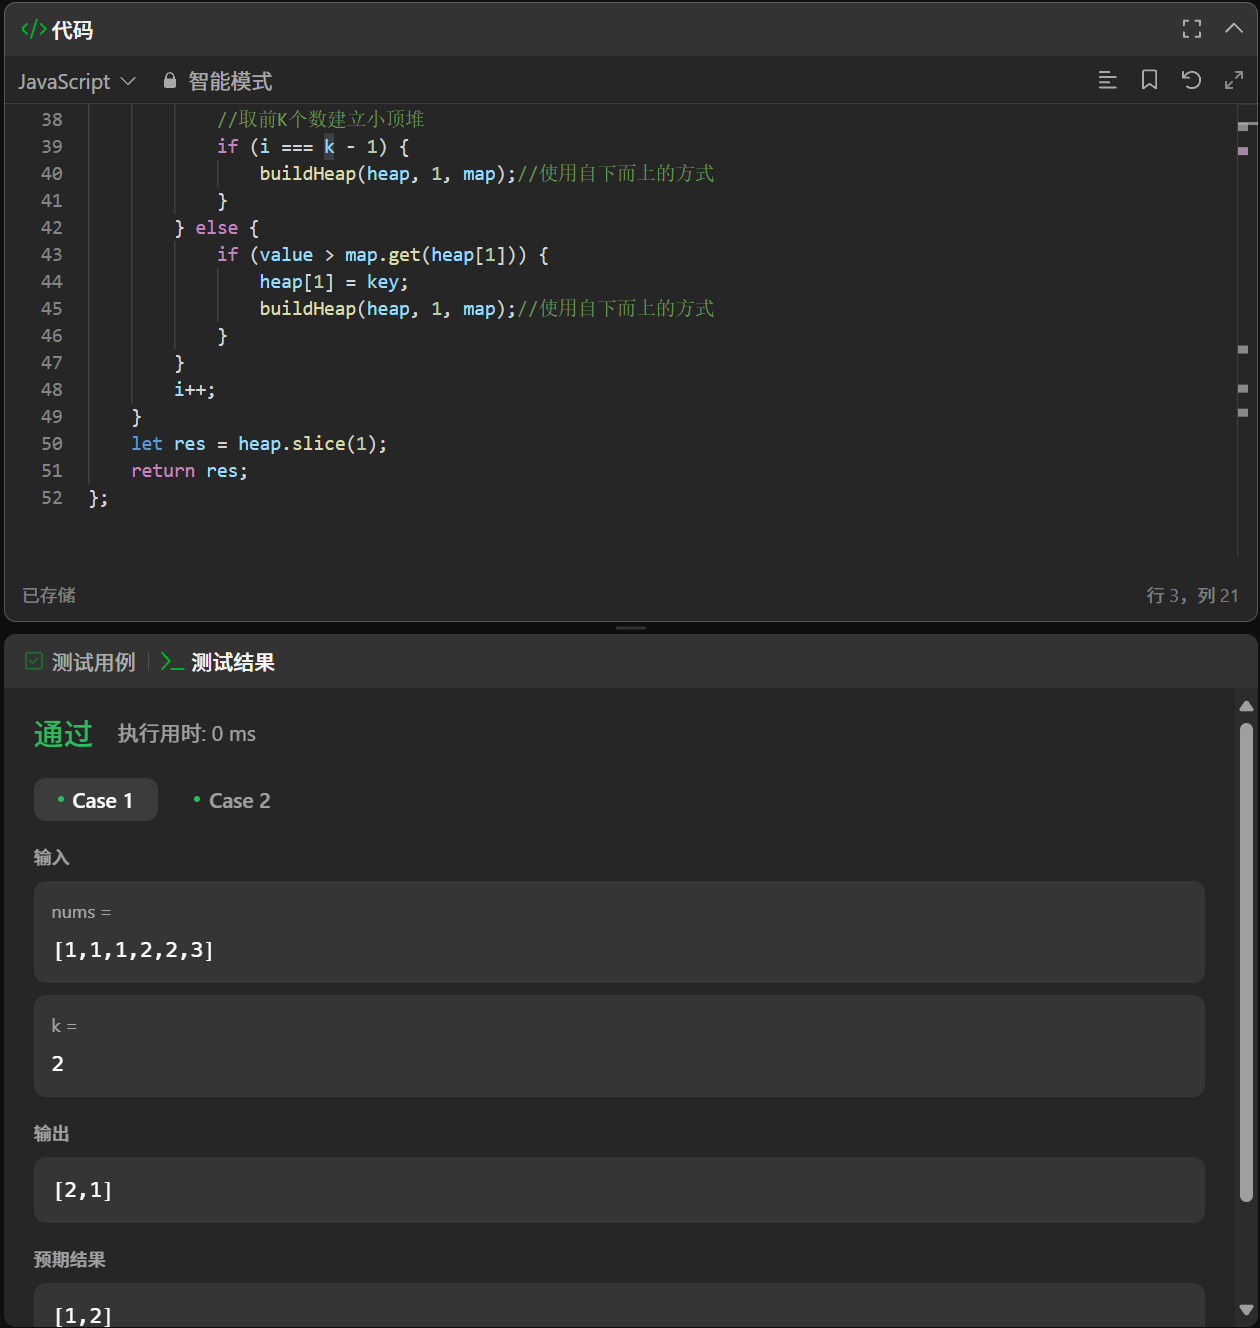 </> 代码
JavaScript 智能模式
38 //取前K个数建立小顶堆
39 if (i === k - 1) {
40 buildHeap(heap, 1, map);//使用自下而上的方式
41 }
42 } else {
43 if (value > map.get(heap[1])) {
44 heap[1] = key;
45 buildHeap(heap, 1, map);//使用自下而上的方式
46 }
47 }
48 i++;
49 }
50 let res = heap.slice(1);
51 return res;
52 };
已存储 行 3，列 21
测试用例 >_ 测试结果
通过 执行用时: 0 ms
• Case 1 • Case 2
输入
nums =
[1,1,1,2,2,3]
k =
2
输出
[2,1]
预期结果
[1,2]